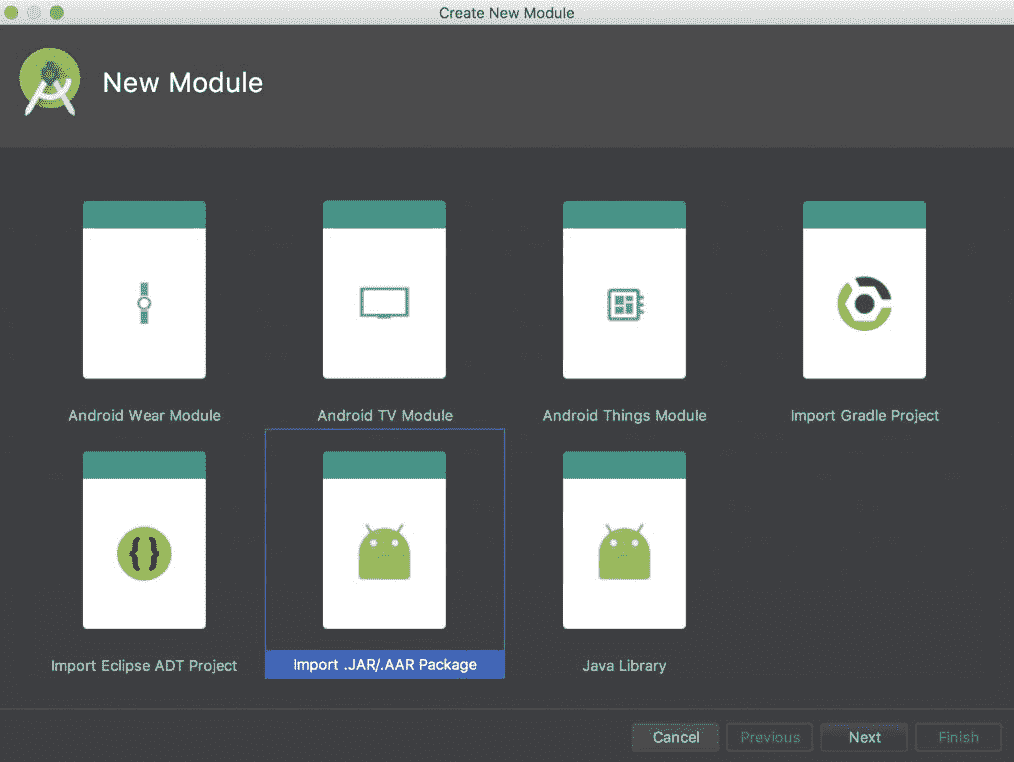 Create New Module
New Module
Android Wear Module
Android TV Module
Android Things Module
Import Gradle Project
{}
Import Eclipse ADT Project
Import .JAR/.AAR Package
Java Library
Cancel
Previous
Next
Finish